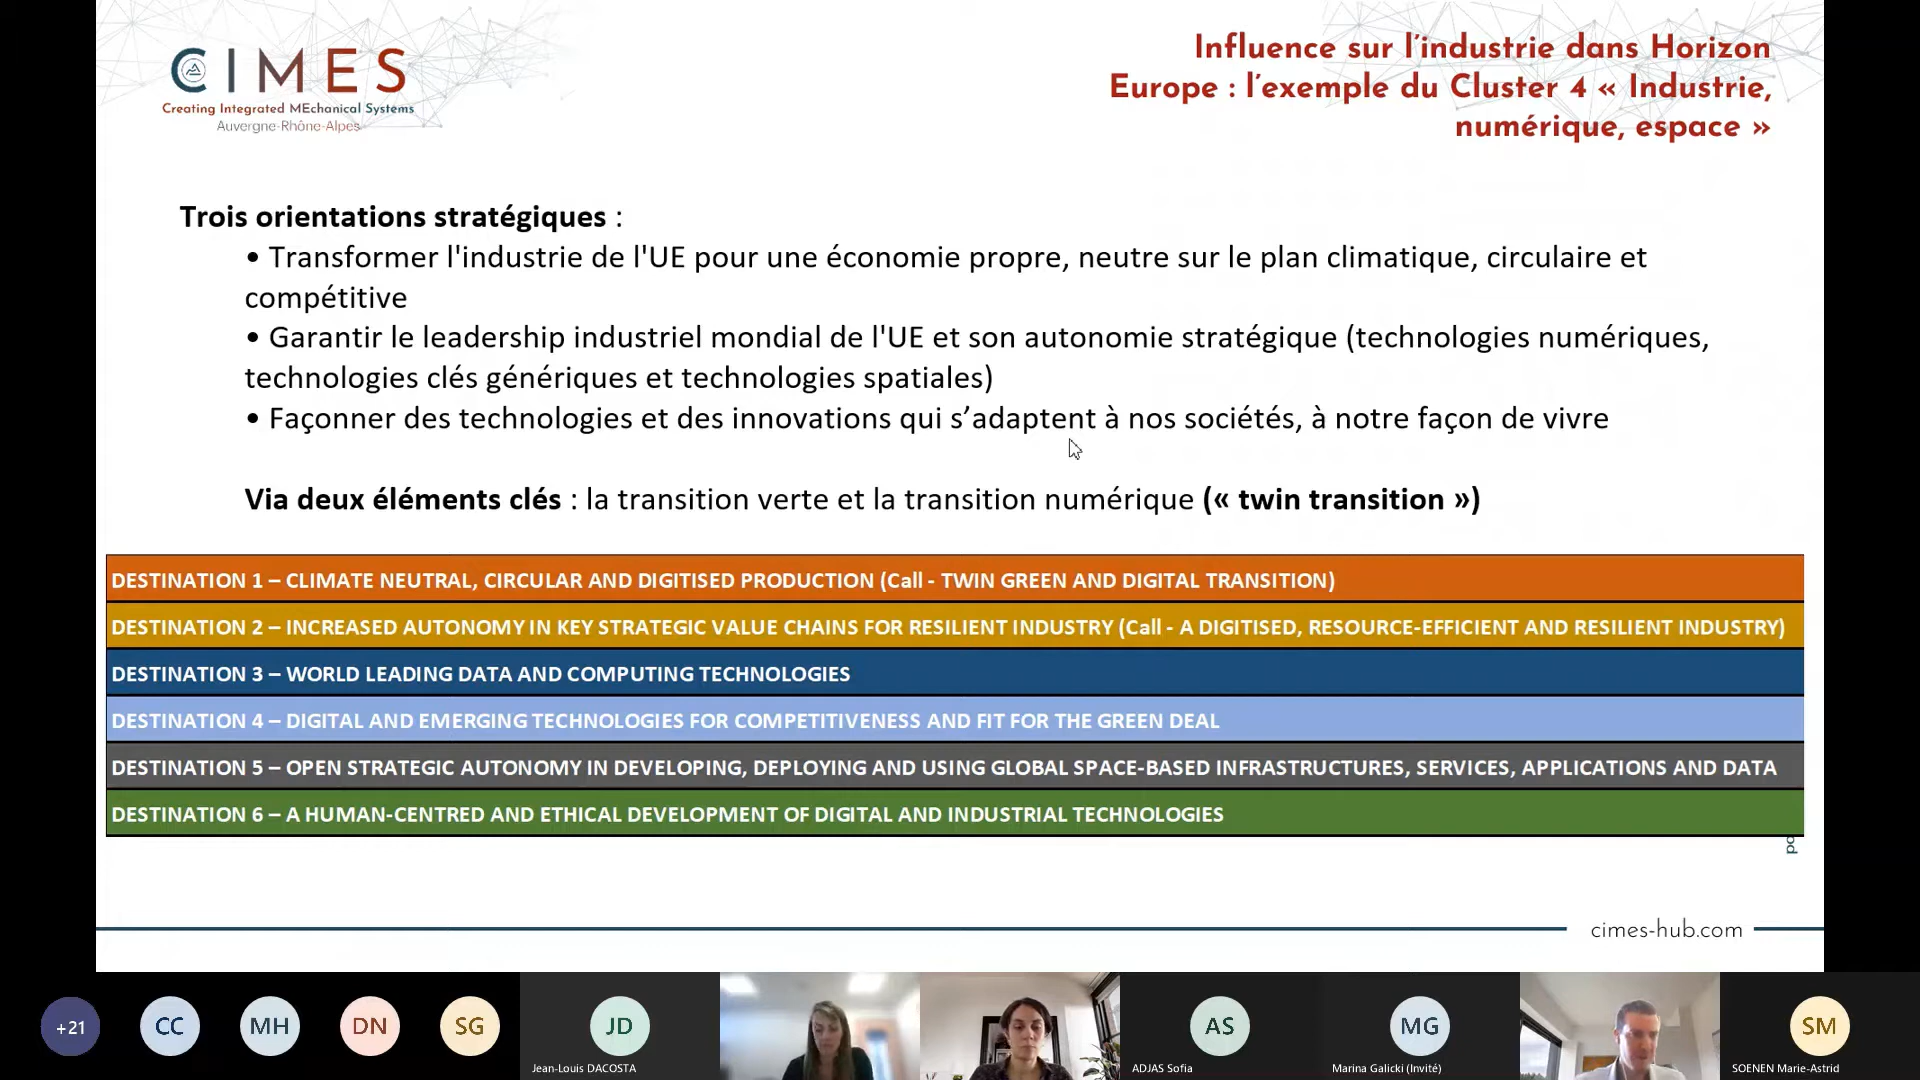 CIMES
Creating Integrated MEchanical Systems
Auvergne-Rhône-Alpes
Influence sur l’industrie dans Horizon
Europe : l’exemple du Cluster 4 « Industrie,
numérique, espace »
Trois orientations stratégiques :
• Transformer l'industrie de l'UE pour une économie propre, neutre sur le plan climatique, circulaire et
compétitive
• Garantir le leadership industriel mondial de l'UE et son autonomie stratégique (technologies numériques,
technologies clés génériques et technologies spatiales)
• Façonner des technologies et des innovations qui s’adaptent à nos sociétés, à notre façon de vivre
Via deux éléments clés : la transition verte et la transition numérique (« twin transition »)
DESTINATION 1 – CLIMATE NEUTRAL, CIRCULAR AND DIGITISED PRODUCTION (Call - TWIN GREEN AND DIGITAL TRANSITION)
DESTINATION 2 – INCREASED AUTONOMY IN KEY STRATEGIC VALUE CHAINS FOR RESILIENT INDUSTRY (Call - A DIGITISED, RESOURCE-EFFICIENT AND RESILIENT INDUSTRY)
DESTINATION 3 – WORLD LEADING DATA AND COMPUTING TECHNOLOGIES
DESTINATION 4 – DIGITAL AND EMERGING TECHNOLOGIES FOR COMPETITIVENESS AND FIT FOR THE GREEN DEAL
DESTINATION 5 – OPEN STRATEGIC AUTONOMY IN DEVELOPING, DEPLOYING AND USING GLOBAL SPACE-BASED INFRASTRUCTURES, SERVICES, APPLICATIONS AND DATA
DESTINATION 6 – A HUMAN-CENTRED AND ETHICAL DEVELOPMENT OF DIGITAL AND INDUSTRIAL TECHNOLOGIES
cimes-hub.com
+21
CC
MH
DN
SG
JD
AS
MG
SM
Jean-Louis DACOSTA
ADJAS Sofia
Marina Galicki (Invité)
SOENEN Marie-Astrid